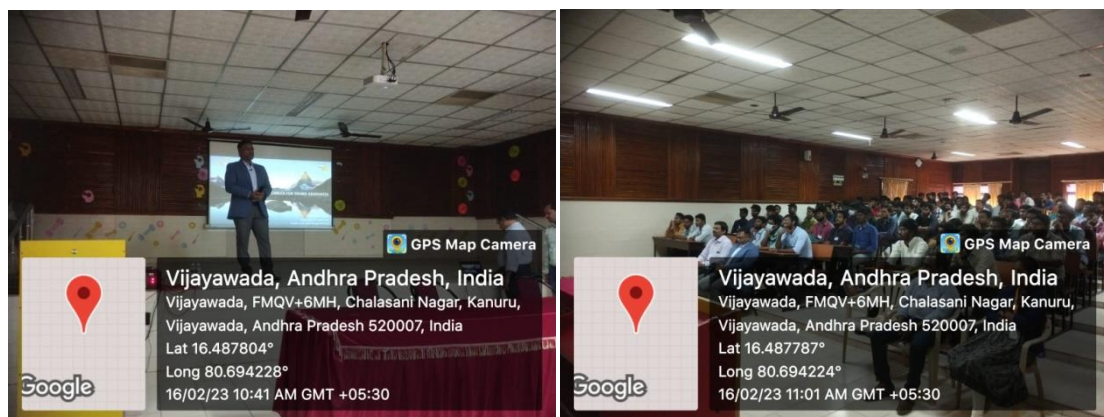 GPS Map Camera
Vijayawada, Andhra Pradesh, India
Vijayawada, FMQV+6MH, Chalasani Nagar, Kanuru,
Vijayawada, Andhra Pradesh 520007, India
Lat 16.487804°
Long 80.694228°
16/02/23 10:41 AM GMT +05:30
Google
GPS Map Camera
Vijayawada, Andhra Pradesh, India
Vijayawada, FMQV+6MH, Chalasani Nagar, Kanuru,
Vijayawada, Andhra Pradesh 520007, India
Lat 16.487787°
Long 80.694224°
16/02/23 11:01 AM GMT +05:30
Google